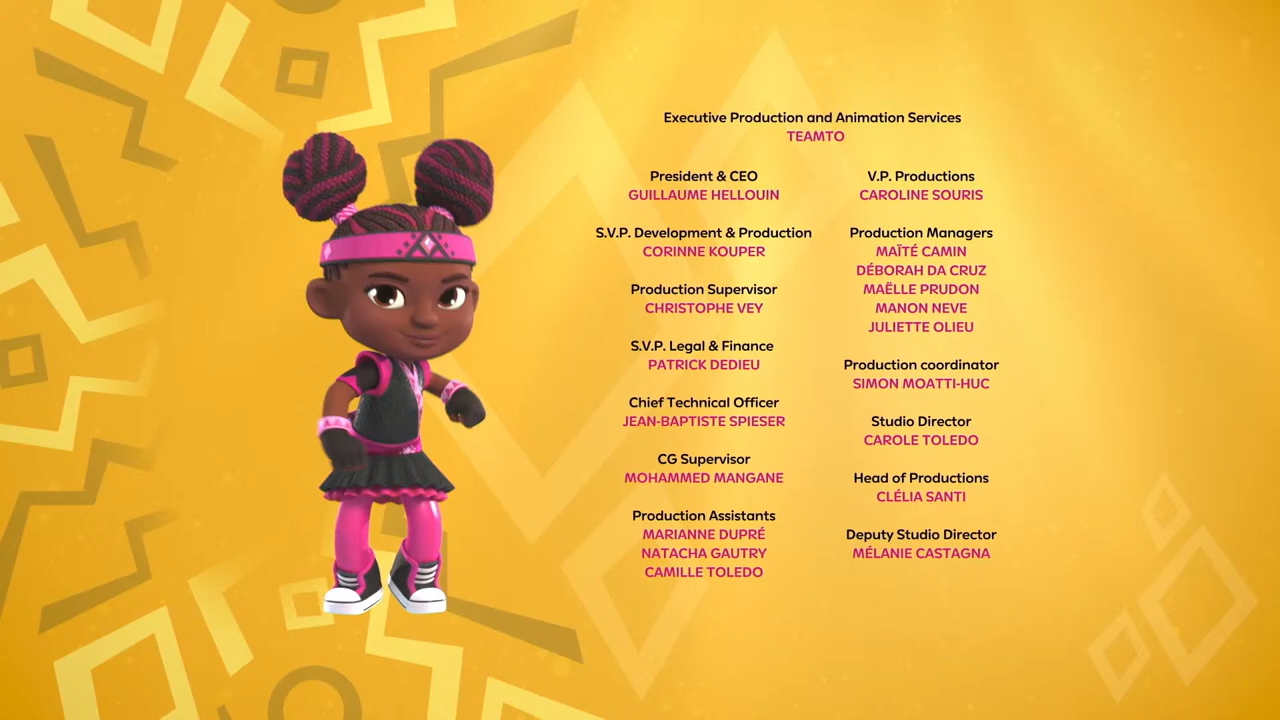 Executive Production and Animation Services
TEAMTO
President & CEO
GUILLAUME HELLOUIN
S.V.P. Development & Production
CORINNE KOUPER
Production Supervisor
CHRISTOPHE VEY
S.V.P. Legal & Finance
PATRICK DEDIEU
Chief Technical Officer
JEAN-BAPTISTE SPIESER
CG Supervisor
MOHAMMED MANGANE
Production Assistants
MARIANNE DUPRÉ
NATACHA GAUTRY
CAMILLE TOLEDO
V.P. Productions
CAROLINE SOURIS
Production Managers
MAÏTÉ CAMIN
DÉBORAH DA CRUZ
MAËLLE PRUDON
MANON NEVE
JULIETTE OLIEU
Production coordinator
SIMON MOATTI-HUC
Studio Director
CAROLE TOLEDO
Head of Productions
CLÉLIA SANTI
Deputy Studio Director
MÉLANIE CASTAGNA